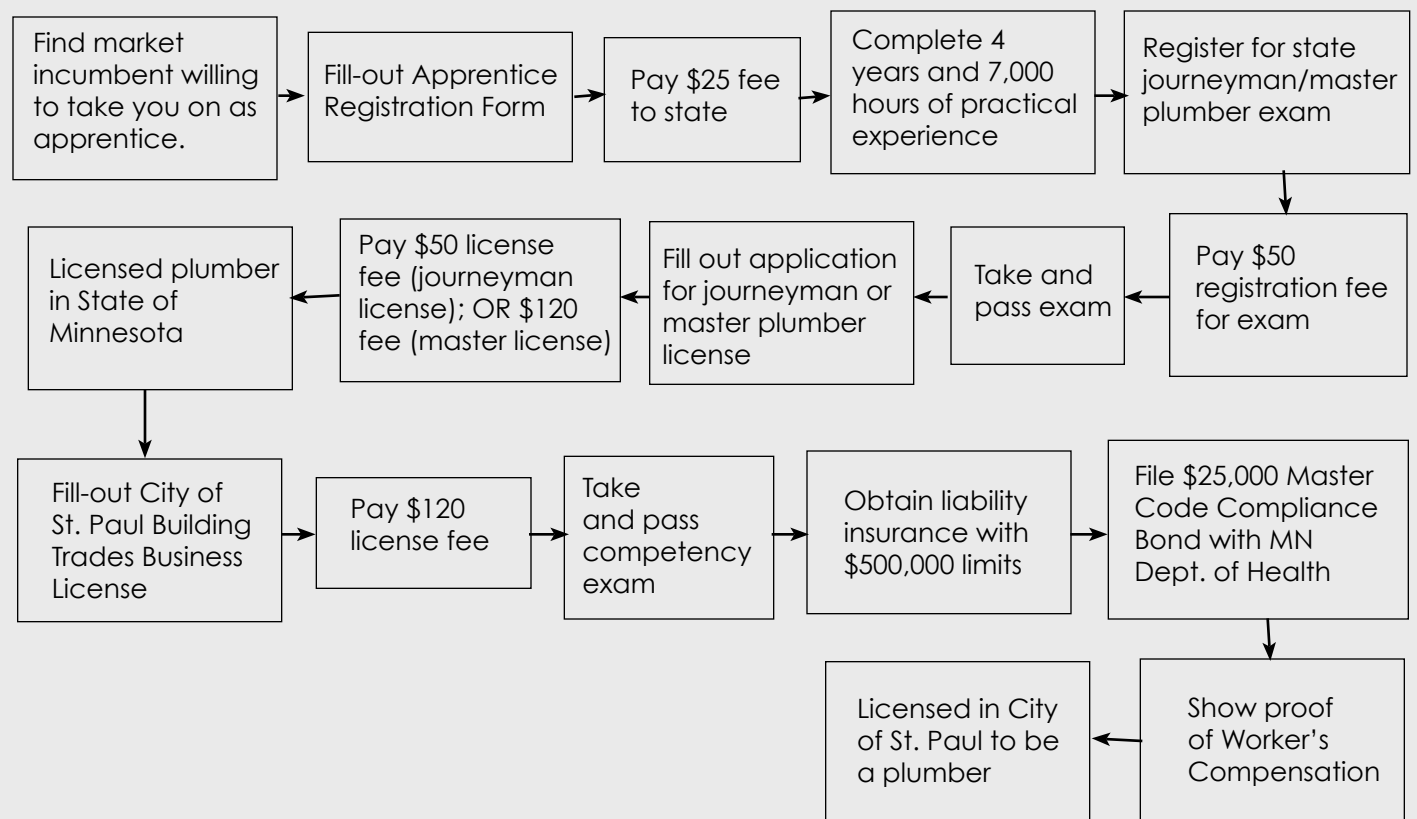 Find market
incumbent willing
to take you on as
apprentice.
Fill-out Apprentice
Registration Form
Pay $25 fee
to state
Complete 4
years and 7,000
hours of practical
experience
Register for state
journeyman/master
plumber exam
Pay $50
registration fee
for exam
Take and
pass exam
Fill out application
for journeyman or
master plumber
license
Pay $50 license
fee (journeyman
license); OR $120
fee (master license)
Licensed plumber
in State of
Minnesota
Fill-out City of
St. Paul Building
Trades Business
License
Pay $120
license fee
Take
and pass
competency
exam
Obtain liability
insurance with
$500,000 limits
File $25,000 Master
Code Compliance
Bond with MN
Dept. of Health
Show proof
of Worker’s
Compensation
Licensed in City
of St. Paul to be
a plumber